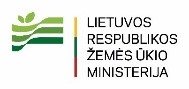 LIETUVOS
RESPUBLIKOS
ŽEMĖS ŪKIO
MINISTERIJA